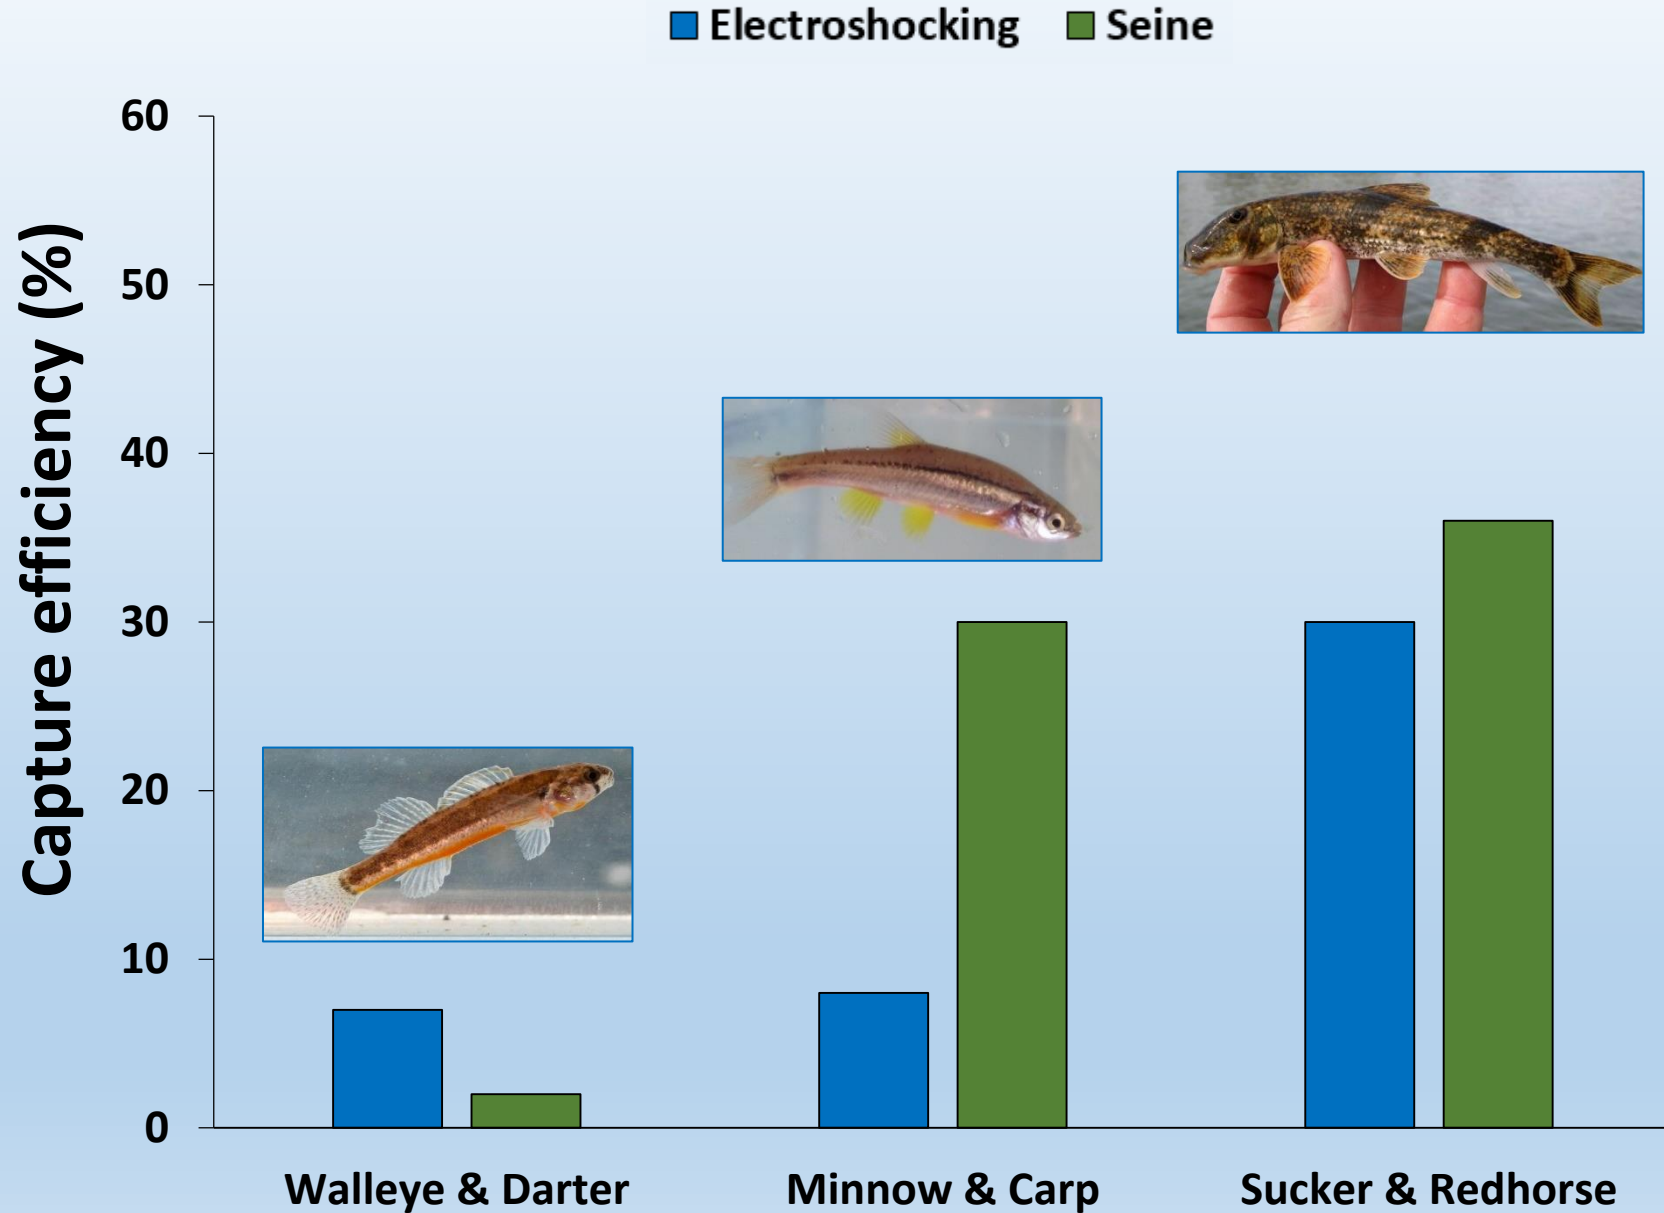 Electroshocking Seine
Capture efficiency (%)
60
50
40
30
20
10
0
Walleye & Darter Minnow & Carp Sucker & Redhorse